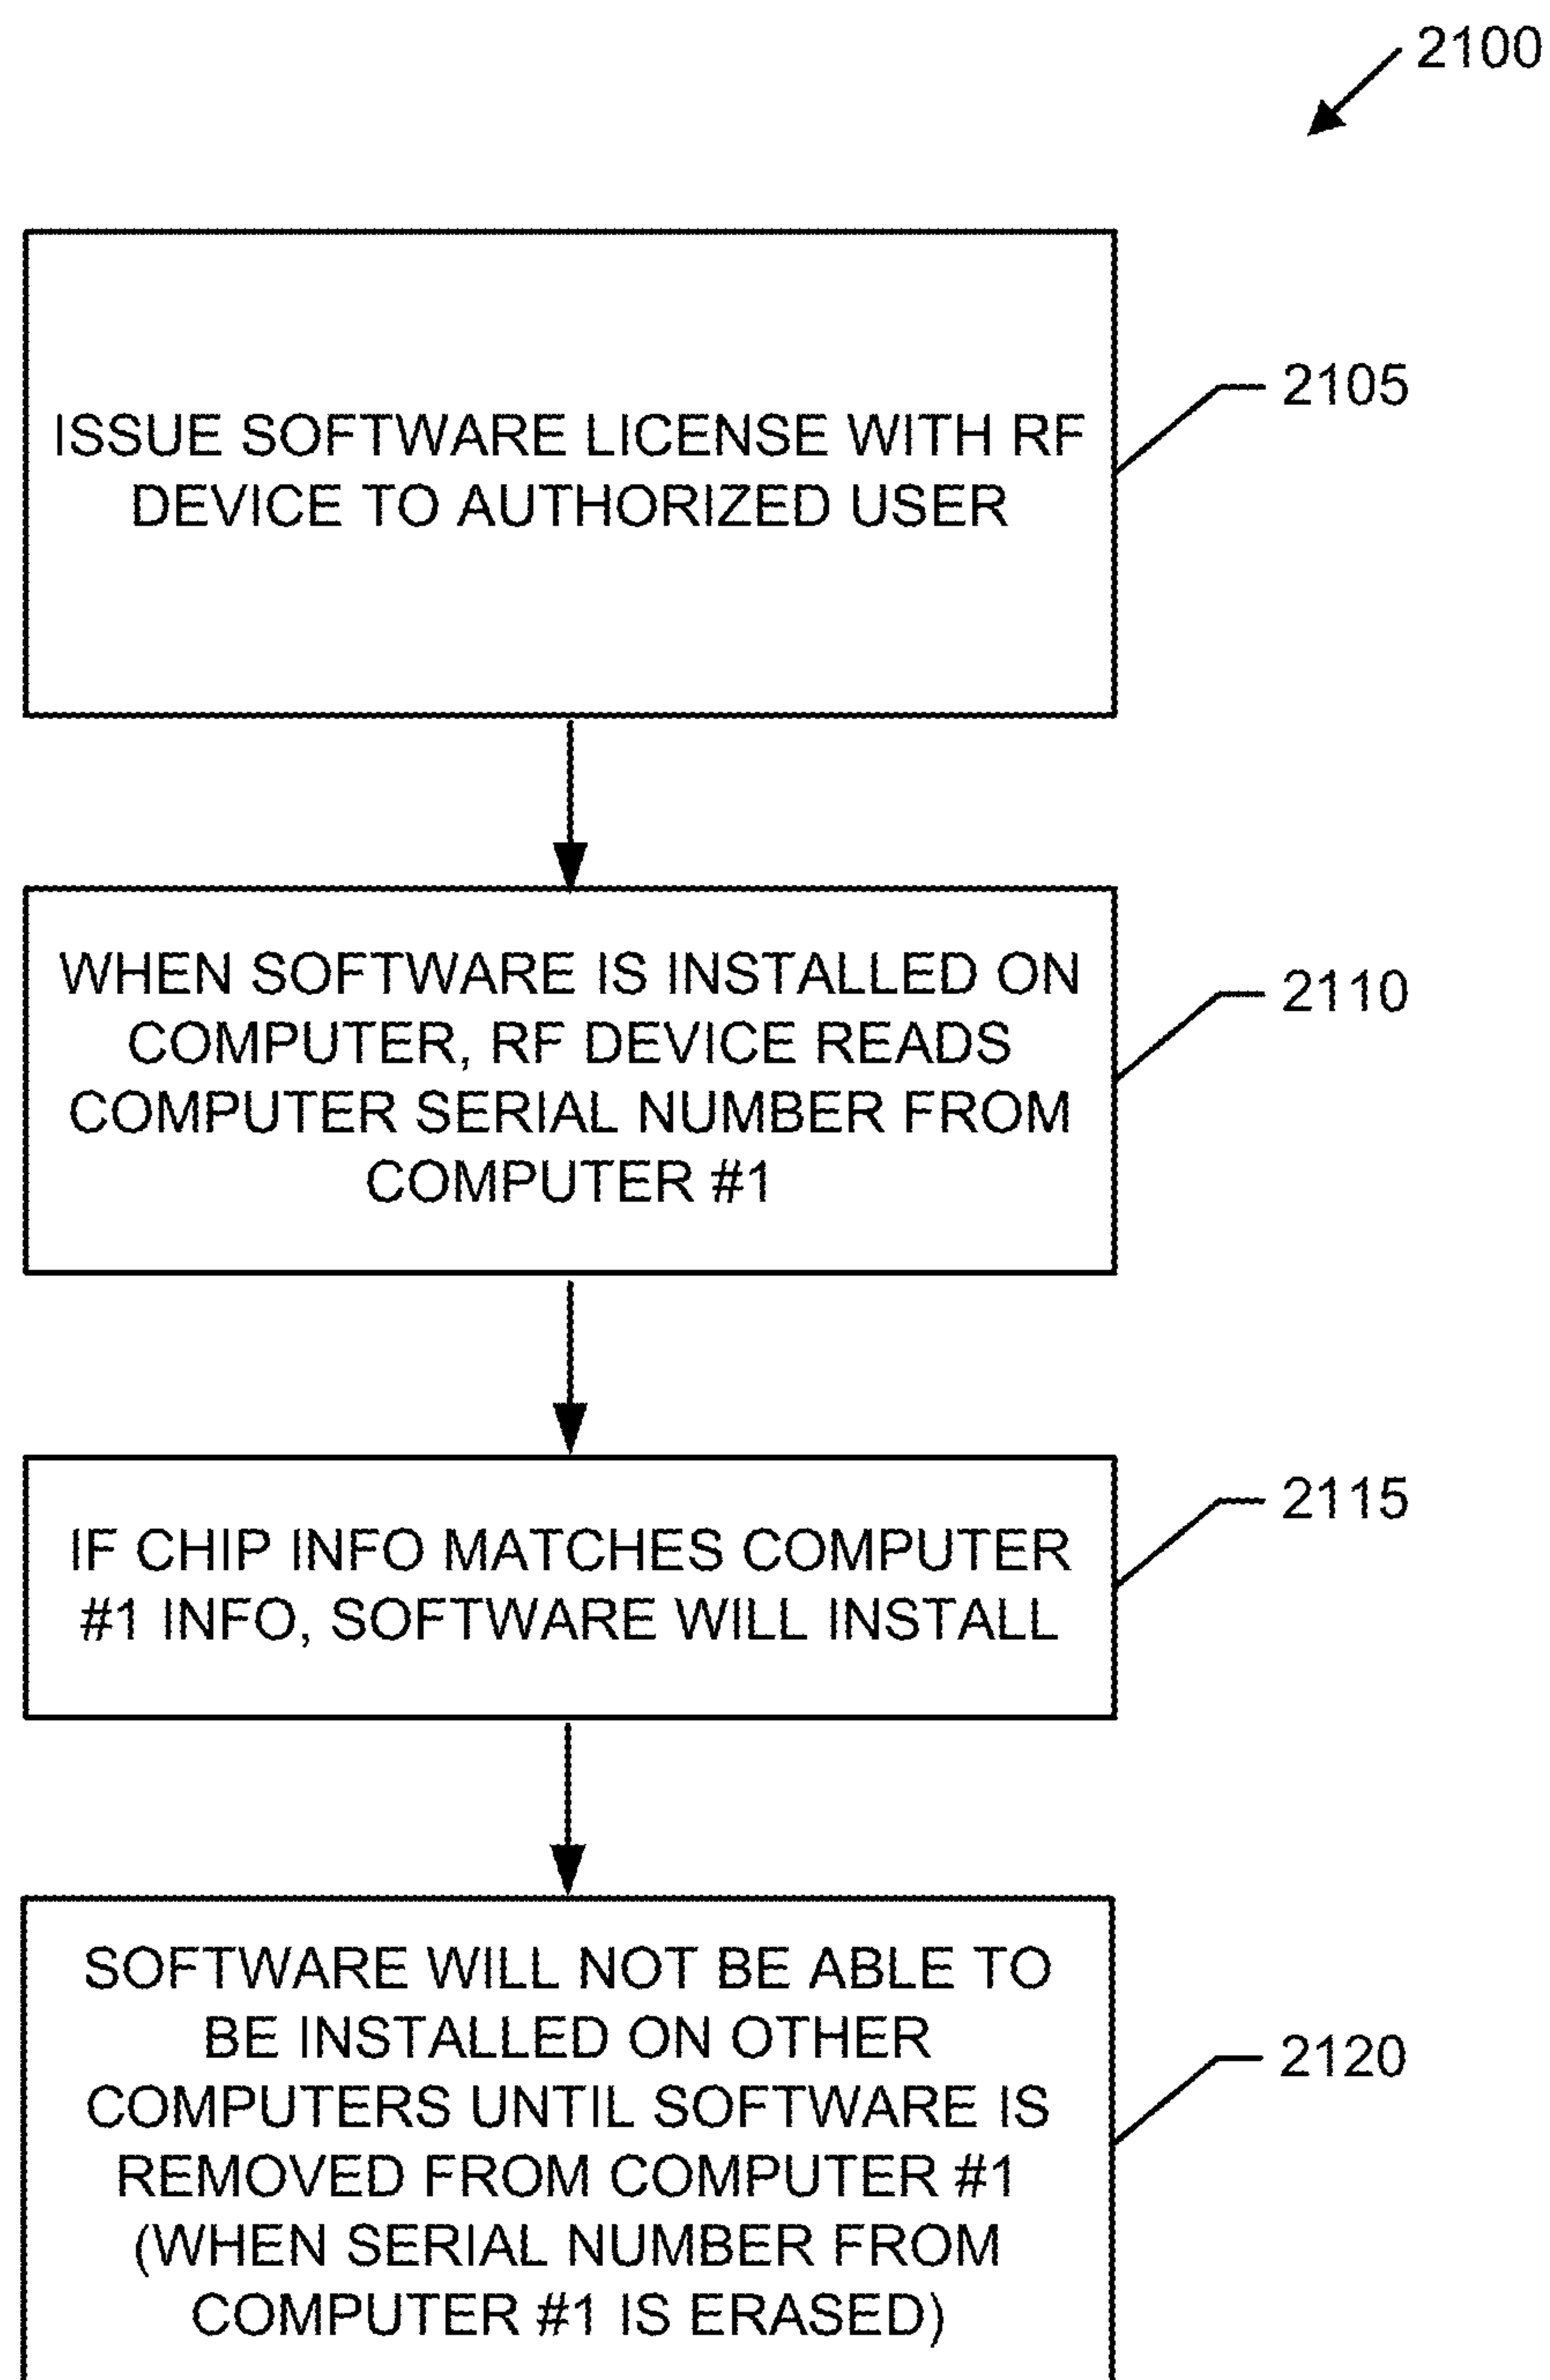 2100
ISSUE SOFTWARE LICENSE WITH RF
DEVICE TO AUTHORIZED USER
2105
WHEN SOFTWARE IS INSTALLED ON
COMPUTER, RF DEVICE READS
COMPUTER SERIAL NUMBER FROM
COMPUTER #1
2110
IF CHIP INFO MATCHES COMPUTER
#1 INFO, SOFTWARE WILL INSTALL
2115
SOFTWARE WILL NOT BE ABLE TO
BE INSTALLED ON OTHER
COMPUTERS UNTIL SOFTWARE IS
REMOVED FROM COMPUTER #1
(WHEN SERIAL NUMBER FROM
COMPUTER #1 IS ERASED)
2120